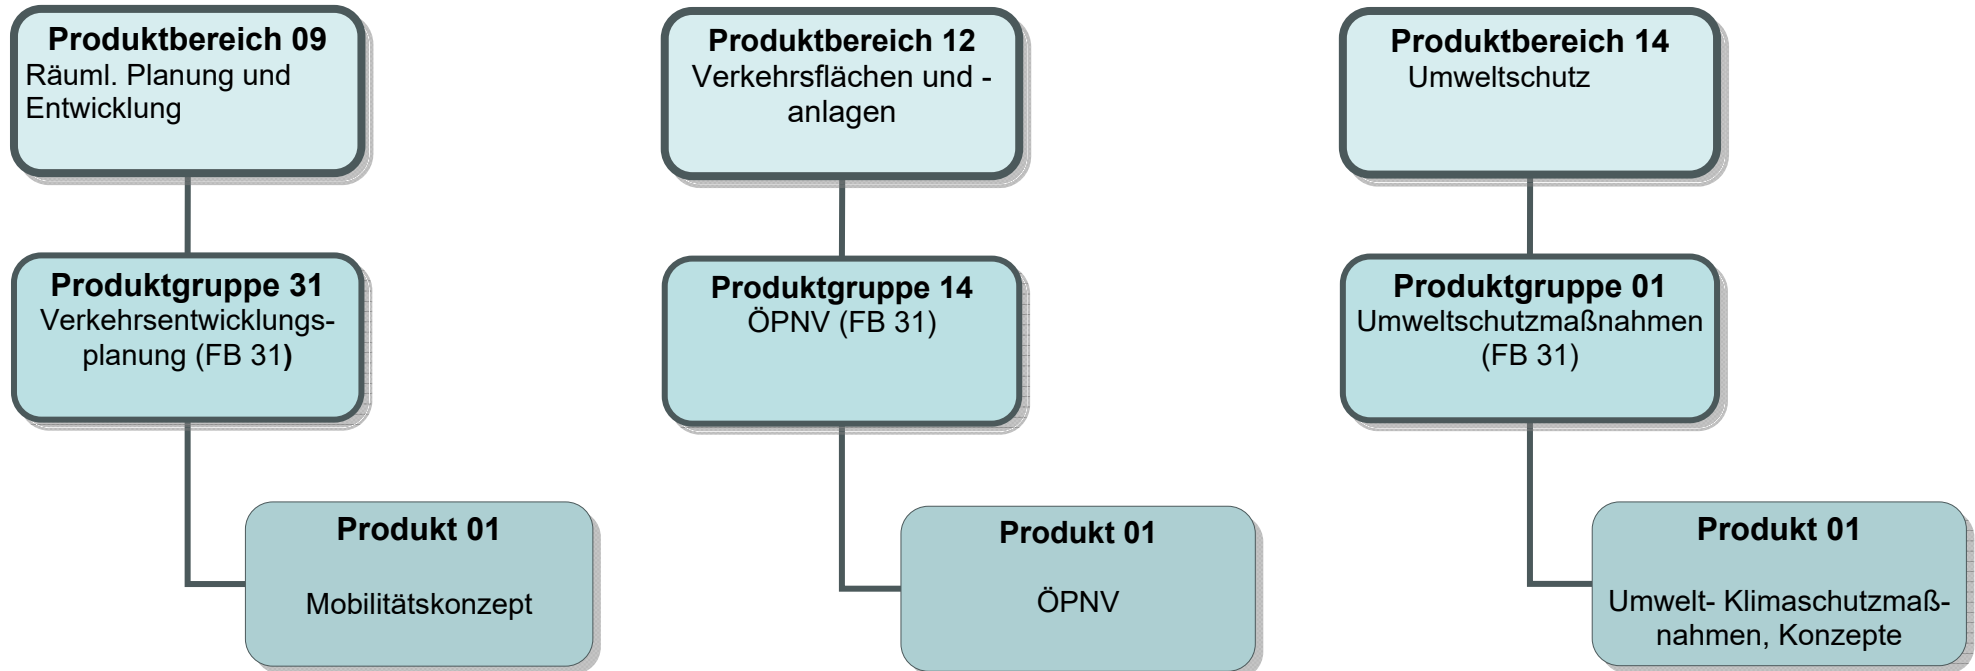 Produktbereich 09
Räuml. Planung und
Entwicklung
Produktgruppe 31
Verkehrsentwicklungs-
planung (FB 31)
Produkt 01
Mobilitätskonzept
Produktbereich 12
Verkehrsflächen und -
anlagen
Produktgruppe 14
ÖPNV (FB 31)
Produkt 01
ÖPNV
Produktbereich 14
Umweltschutz
Produktgruppe 01
Umweltschutzmaßnahmen
(FB 31)
Produkt 01
Umwelt- Klimaschutzmaß-
nahmen, Konzepte